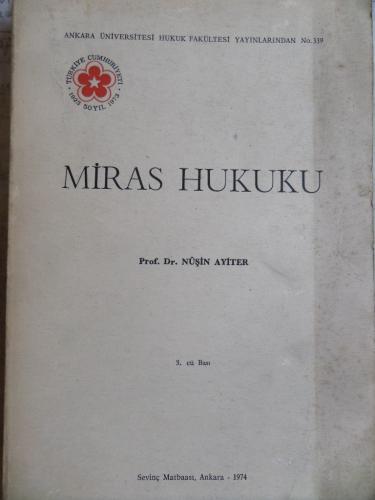 ANKARA ÜNİVERSİTESİ HUKUK FAKÜLTESİ YAYINLARINDAN No. 339
TÜRKİYE CUMHURİYETİ
1923 50 YIL 1973
MİRAS HUKUKU
Prof. Dr. NÛŞİN AYİTER
3. cü Bası
Sevinç Matbaası, Ankara - 1974